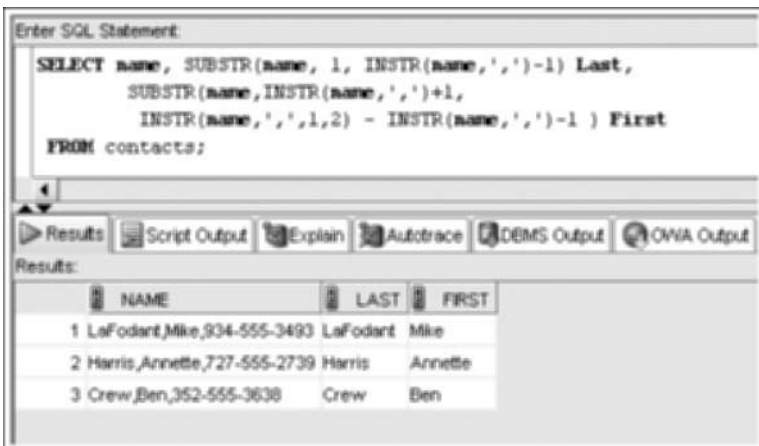 Enter SQL Statement:
SELECT name, SUBSTR(name, 1, INSTR(name,',')-1) Last,
SUBSTR(name,INSTR(name,',')+1,
INSTR(name,',',1,2) - INSTR(name,',')-1 ) First
FROM contacts;
Results Script Output Explain Autotrace DBMS Output OWA Output
Results:
NAME LAST FIRST
1 LaFodant,Mike,934-555-3493 LaFodant Mike
2 Harris,Annette,727-555-2739 Harris Annette
3 Crew,Ben,352-555-3638 Crew Ben